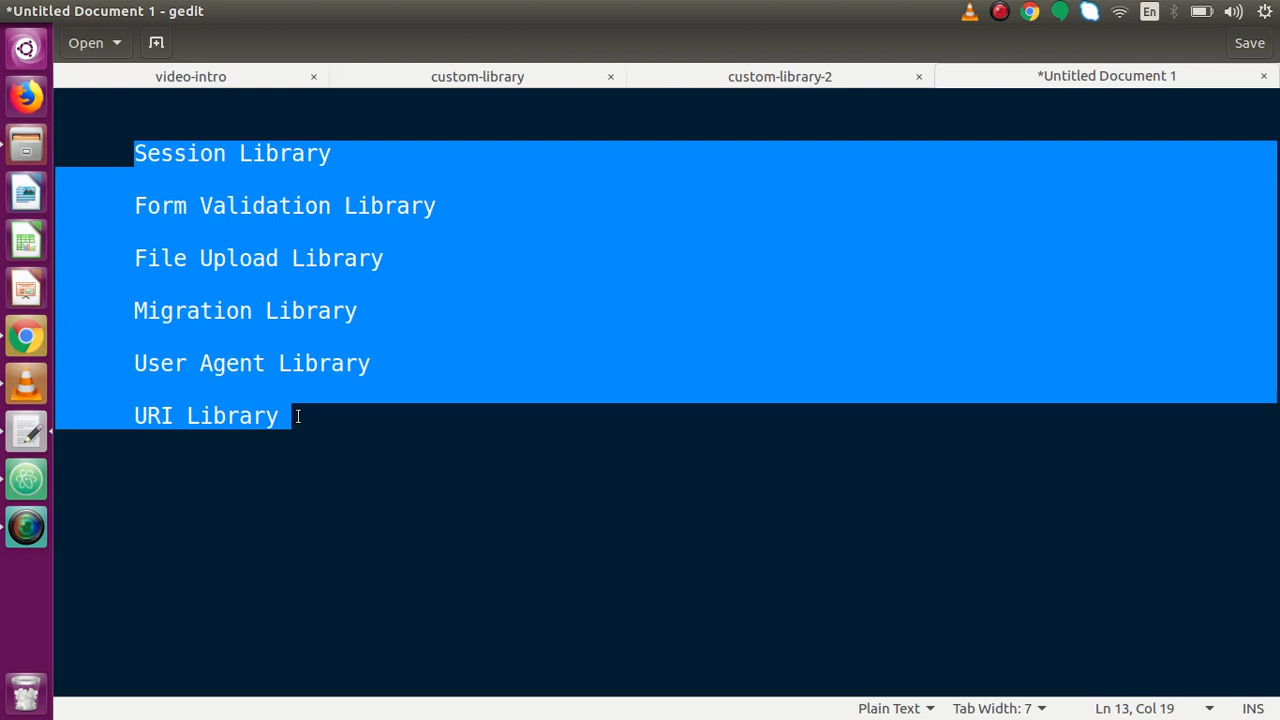 *Untitled Document 1 - gedit
En
Open
Save
video-intro
custom-library
custom-library-2
*Untitled Document 1
Session Library
Form Validation Library
File Upload Library
Migration Library
User Agent Library
URI Library
Plain Text
Tab Width: 7
Ln 13, Col 19
INS